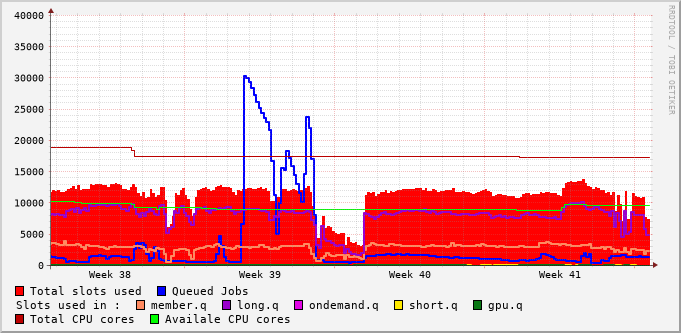 40000
35000
30000
25000
20000
15000
10000
5000
0
Week 38 Week 39 Week 40 Week 41
RRDTOOL / TOBI OETIKER
Total slots used Queued Jobs
Slots used in : member.q long.q ondemand.q short.q gpu.q
Total CPU cores Availale CPU cores